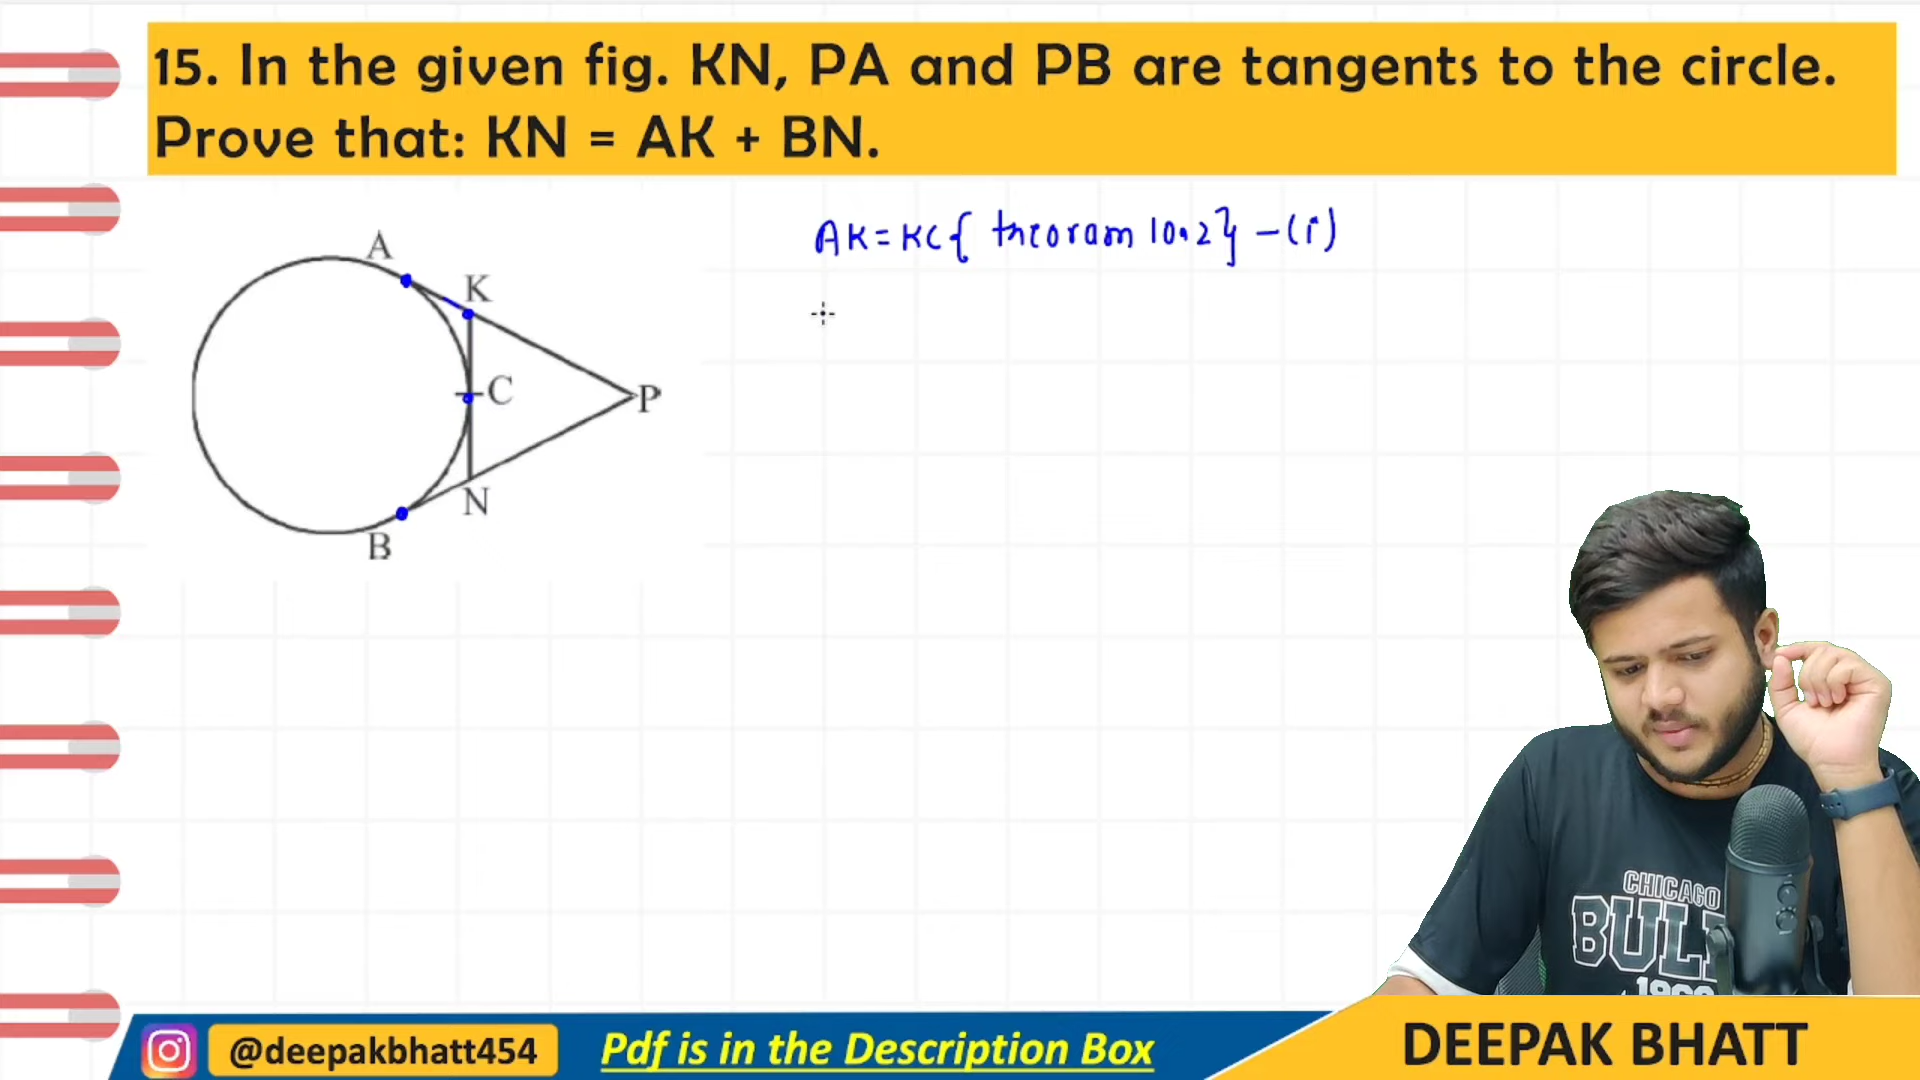 15. In the given fig. KN, PA and PB are tangents to the circle.
Prove that: KN = AK + BN.
AK = KC { theoram 10.2} - (i)
A
K
C
P
N
B
CHICAGO
BULL
@deepakbhatt454
Pdf is in the Description Box
DEEPAK BHATT